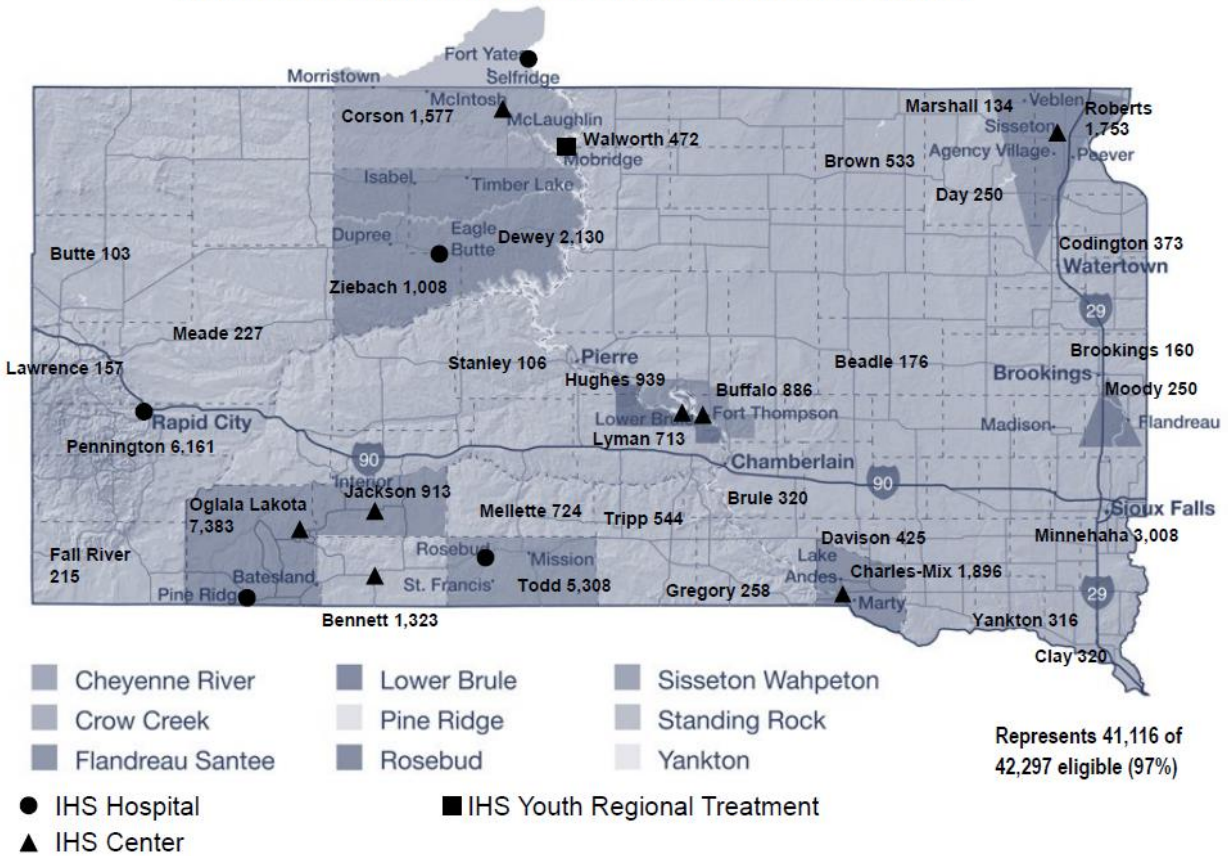 Fort Yates
Selfridge
Morristown
McIntosh
McLaughlin
Corson 1,577
Walworth 472
Mobridge
Marshall 134
Veblen
Roberts
1,753
Sisseton
Agency Village
Peever
Brown 533
Day 250
Isabel
Timber Lake
Dupree
Eagle
Butte
Dewey 2,130
Ziebach 1,008
Butte 103
Codington 373
Watertown
29
Meade 227
Lawrence 157
Stanley 106
Pierre
Hughes 939
Buffalo 886
Beadle 176
Brookings 160
Brookings
Moody 250
Rapid City
Lower
Fort Thompson
Madison
Flandreau
Pennington 6,161
Lyman 713
90
Chamberlain
90
Interior
Jackson 913
Oglala Lakota
7,383
Mellette 724
Tripp 544
Brule 320
Sioux Falls
Davison 425
Minnehaha 3,008
Fall River
215
Rosebud
Mission
Lake
Andes
Charles-Mix 1,896
Batesland
St. Francis
Todd 5,308
Gregory 258
Pine Ridge
Marty
29
Bennett 1,323
Yankton 316
Clay 320
Cheyenne River
Lower Brule
Sisseton Wahpeton
Crow Creek
Pine Ridge
Standing Rock
Flandreau Santee
Rosebud
Yankton
Represents 41,116 of
42,297 eligible (97%)
IHS Hospital
IHS Youth Regional Treatment
IHS Center